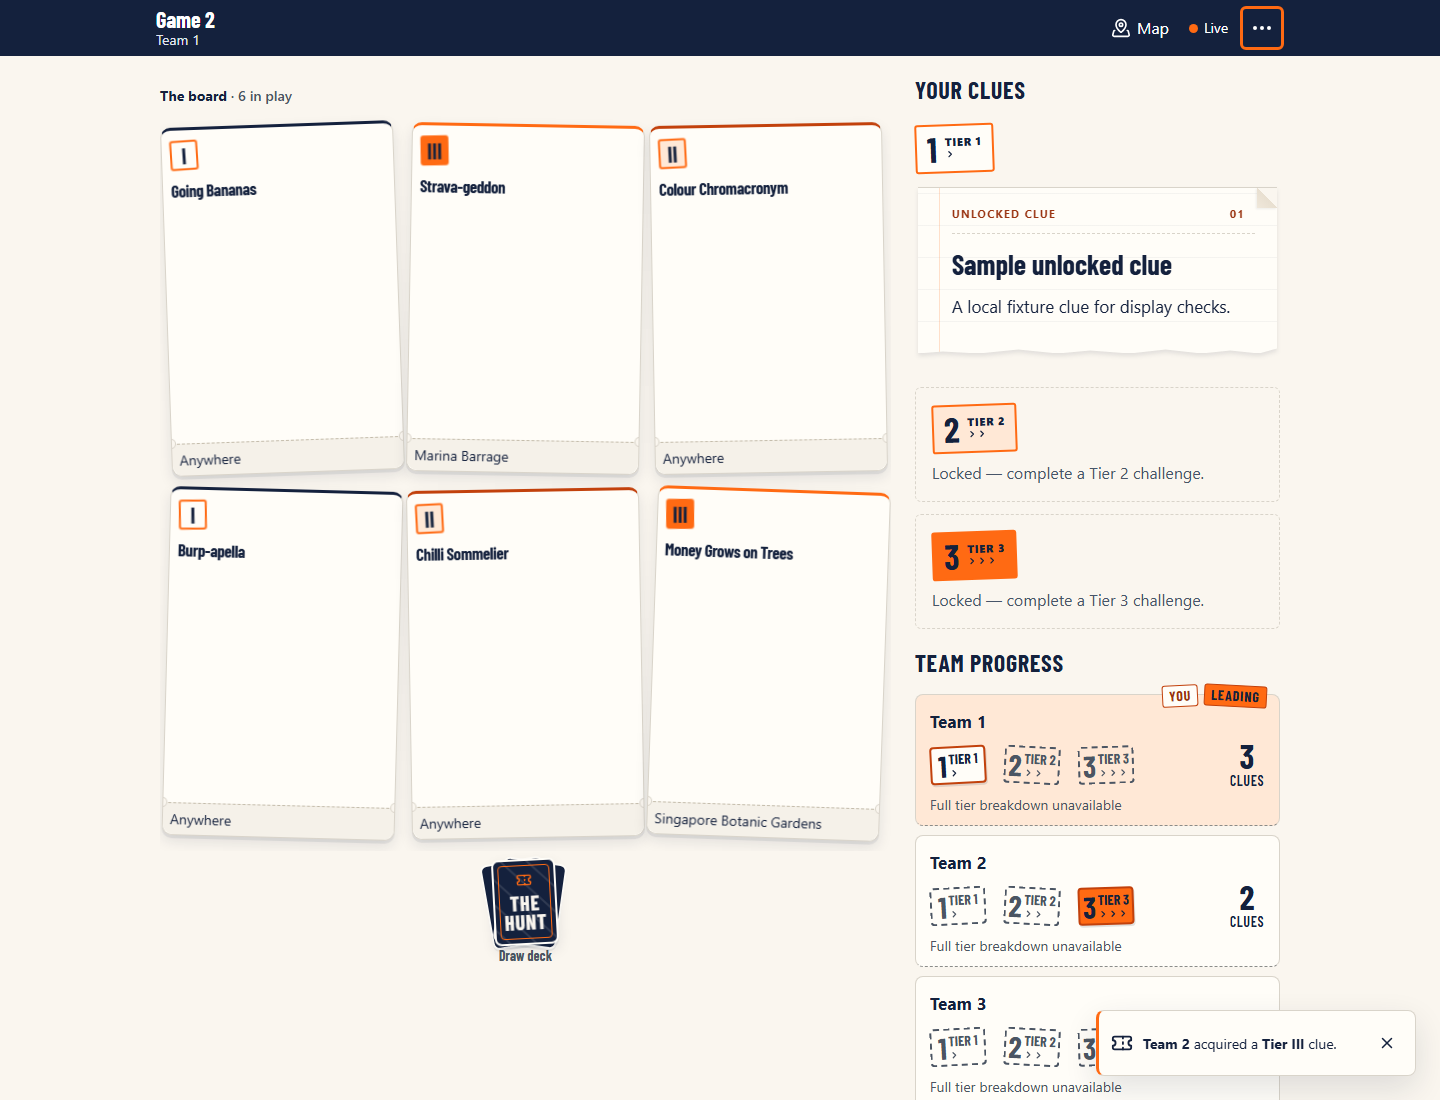 Game 2
Team 1
Map
Live
The board · 6 in play
I
Going Bananas
Anywhere
III
Strava-geddon
Marina Barrage
II
Colour Chromacronym
Anywhere
I
Burp-apella
Anywhere
II
Chilli Sommelier
Anywhere
III
Money Grows on Trees
Singapore Botanic Gardens
THE
HUNT
Draw deck
YOUR CLUES
1 TIER 1
›
UNLOCKED CLUE 01
Sample unlocked clue
A local fixture clue for display checks.
2 TIER 2
› ›
Locked — complete a Tier 2 challenge.
3 TIER 3
› › ›
Locked — complete a Tier 3 challenge.
TEAM PROGRESS
YOU LEADING
Team 1
1 TIER 1 › 2 TIER 2 › › 3 TIER 3 › › ›
3
CLUES
Full tier breakdown unavailable
Team 2
1 TIER 1 › 2 TIER 2 › › 3 TIER 3 › › ›
2
CLUES
Full tier breakdown unavailable
Team 3
1 TIER 1 › 2 TIER 2 › › 3
Full tier breakdown unavailable
Team 2 acquired a Tier III clue.